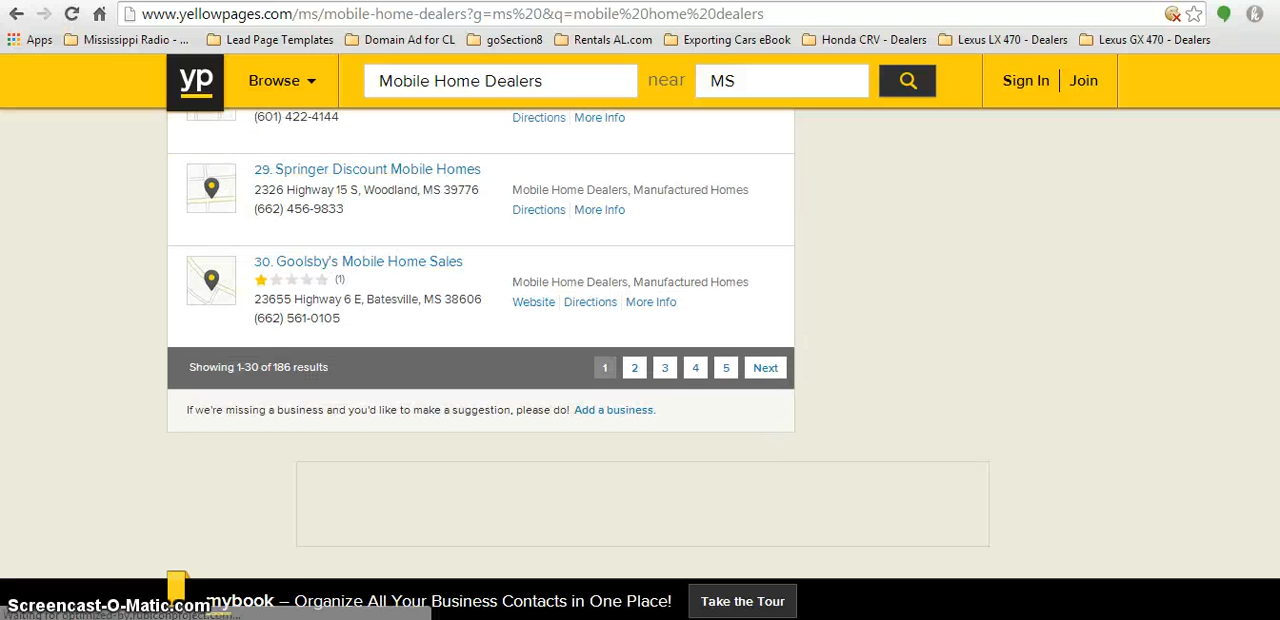 www.yellowpages.com/ms/mobile-home-dealers?g=ms%20&q=mobile%20home%20dealers
Apps Mississippi Radio - ... Lead Page Templates Domain Ad for CL goSection8 Rentals AL.com Exploring Cars eBook Honda CRV - Dealers Lexus LX 470 - Dealers Lexus GX 470 - Dealers
yp Browse Mobile Home Dealers near MS Sign In Join
(601) 422-4144 Directions More Info
29. Springer Discount Mobile Homes
2326 Highway 15 S, Woodland, MS 39776 Mobile Home Dealers, Manufactured Homes
(662) 456-9833 Directions More Info
30. Goolsby's Mobile Home Sales
(1) Mobile Home Dealers, Manufactured Homes
23655 Highway 6 E, Batesville, MS 38606 Website Directions More Info
(662) 561-0105
Showing 1-30 of 186 results 1 2 3 4 5 Next
If we're missing a business and you'd like to make a suggestion, please do! Add a business.
mybook – Organize All Your Business Contacts in One Place! Take the Tour
Screencast-O-Matic.com
Waiting for optimized-by.rubiconproject.com...